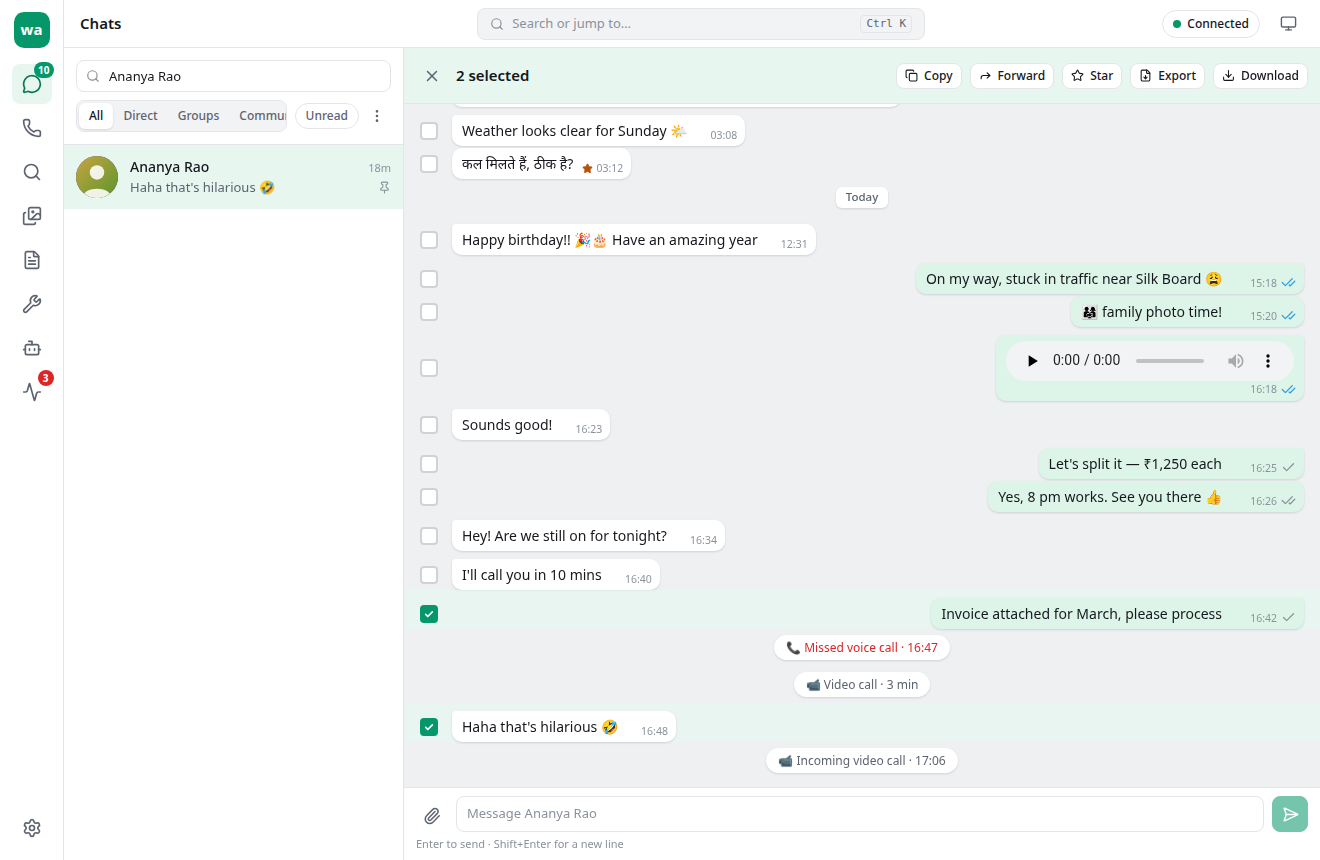 wa
Chats
Search or jump to...
Ctrl K
Connected
10
3
Ananya Rao
All
Direct
Groups
Commu
Unread
Ananya Rao
18m
Haha that's hilarious 🤣
2 selected
Copy
Forward
Star
Export
Download
Weather looks clear for Sunday 🌤️ 03:08
कल मिलते हैं, ठीक है? 03:12
Today
Happy birthday!! 🎉🎂 Have an amazing year 12:31
On my way, stuck in traffic near Silk Board 😩 15:18
👨‍👩‍👧 family photo time! 15:20
0:00 / 0:00
16:18
Sounds good! 16:23
Let's split it — ₹1,250 each 16:25
Yes, 8 pm works. See you there 👍 16:26
Hey! Are we still on for tonight? 16:34
I'll call you in 10 mins 16:40
Invoice attached for March, please process 16:42
📞 Missed voice call · 16:47
📹 Video call · 3 min
Haha that's hilarious 🤣 16:48
📹 Incoming video call · 17:06
Message Ananya Rao
Enter to send · Shift+Enter for a new line